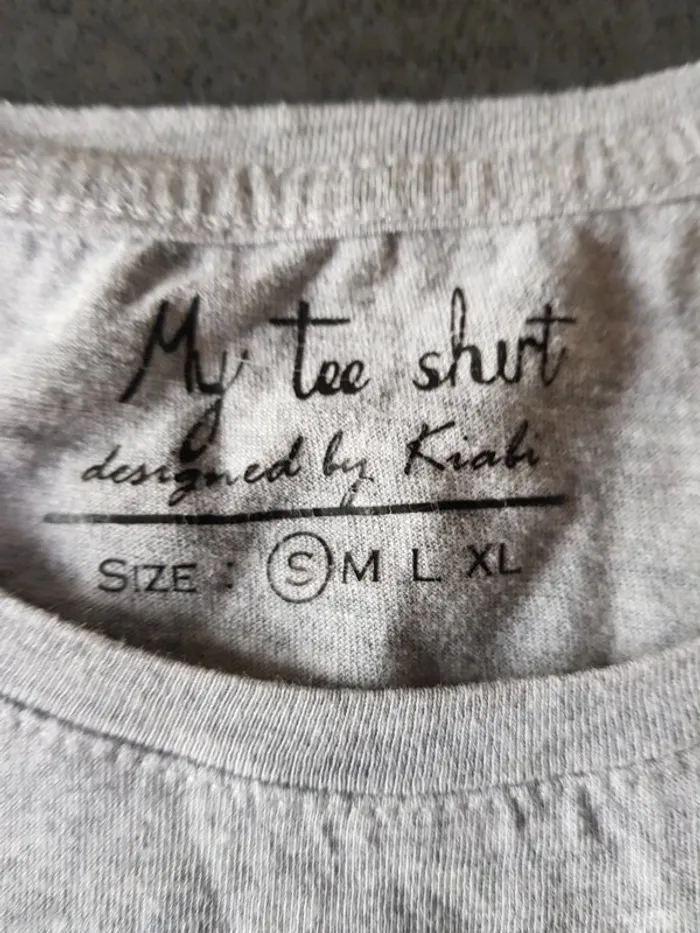 My tee shirt
designed by Kiabi
SIZE : S M L XL